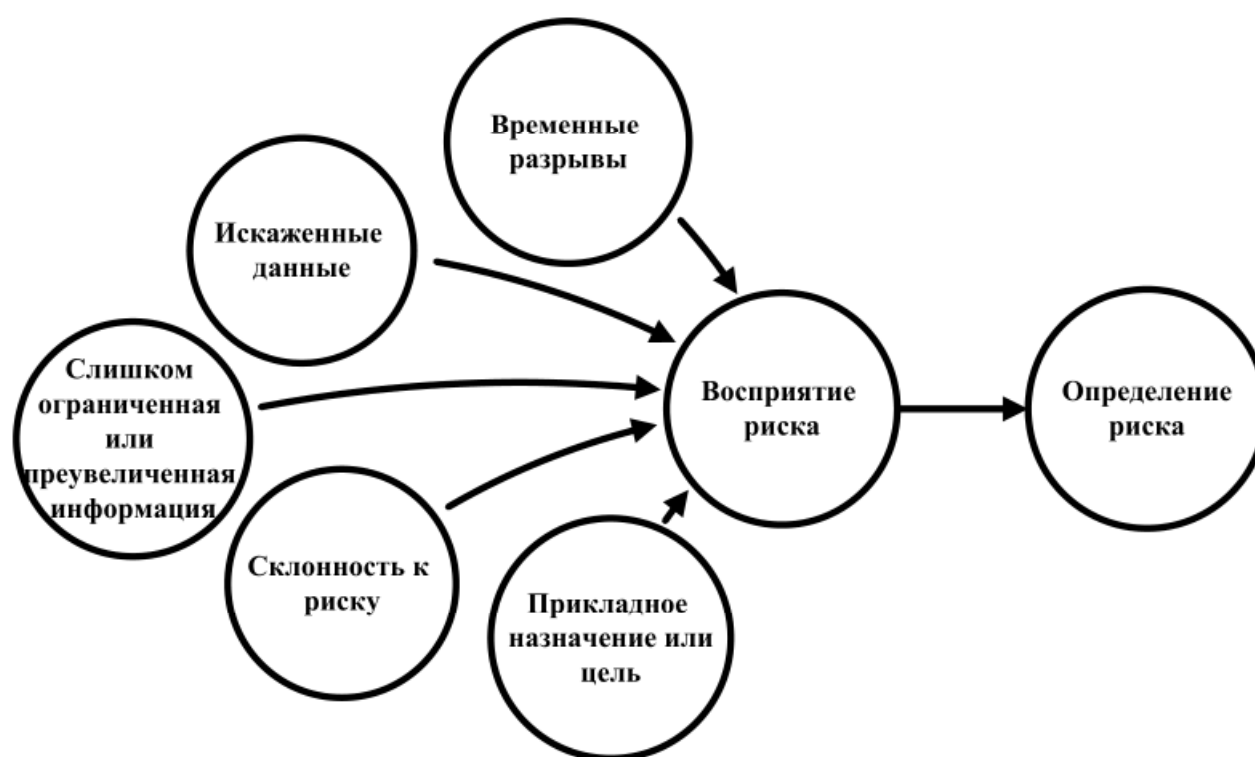 Временные
разрывы
Искаженные
данные
Слишком
ограниченная
или
преувеличенная
информация
Склонность к
риску
Прикладное
назначение или
цель
Восприятие
риска
Определение
риска